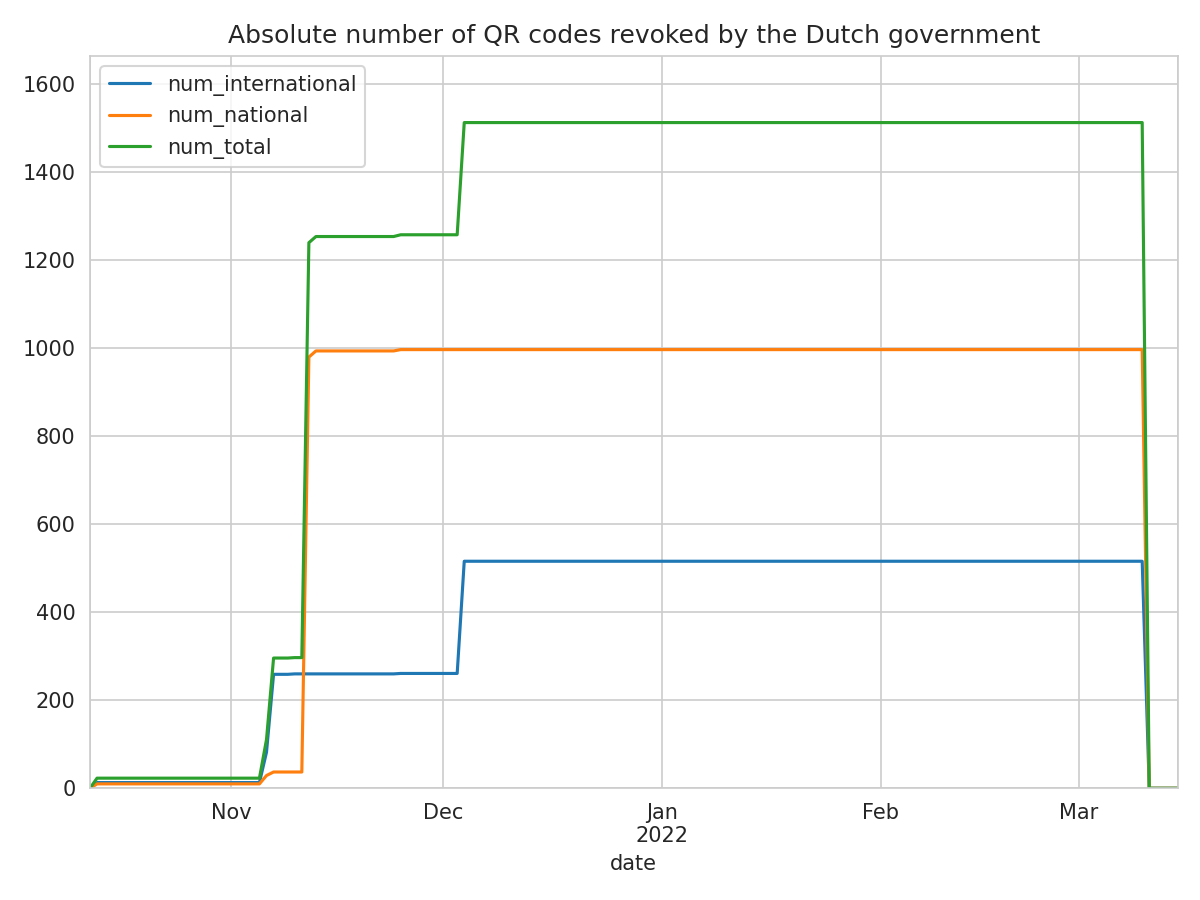 Absolute number of QR codes revoked by the Dutch government
num_international
num_national
num_total
1600
1400
1200
1000
800
600
400
200
0
Nov
Dec
Jan
2022
Feb
Mar
date